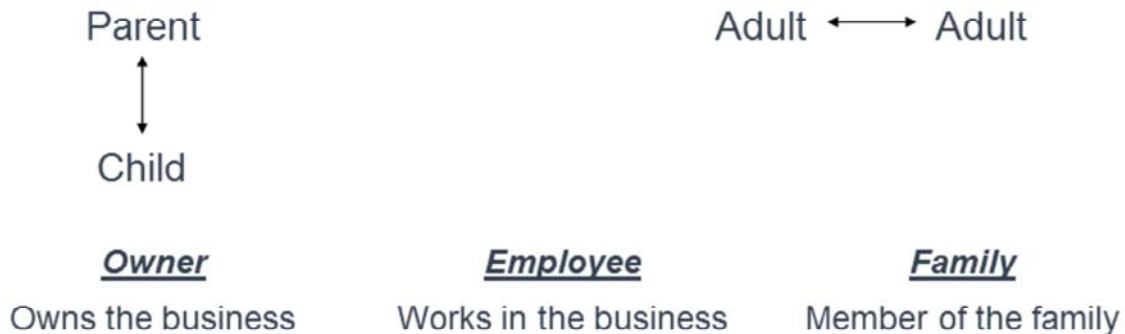 Parent
Adult Adult
Child
Owner Employee Family
Owns the business Works in the business Member of the family